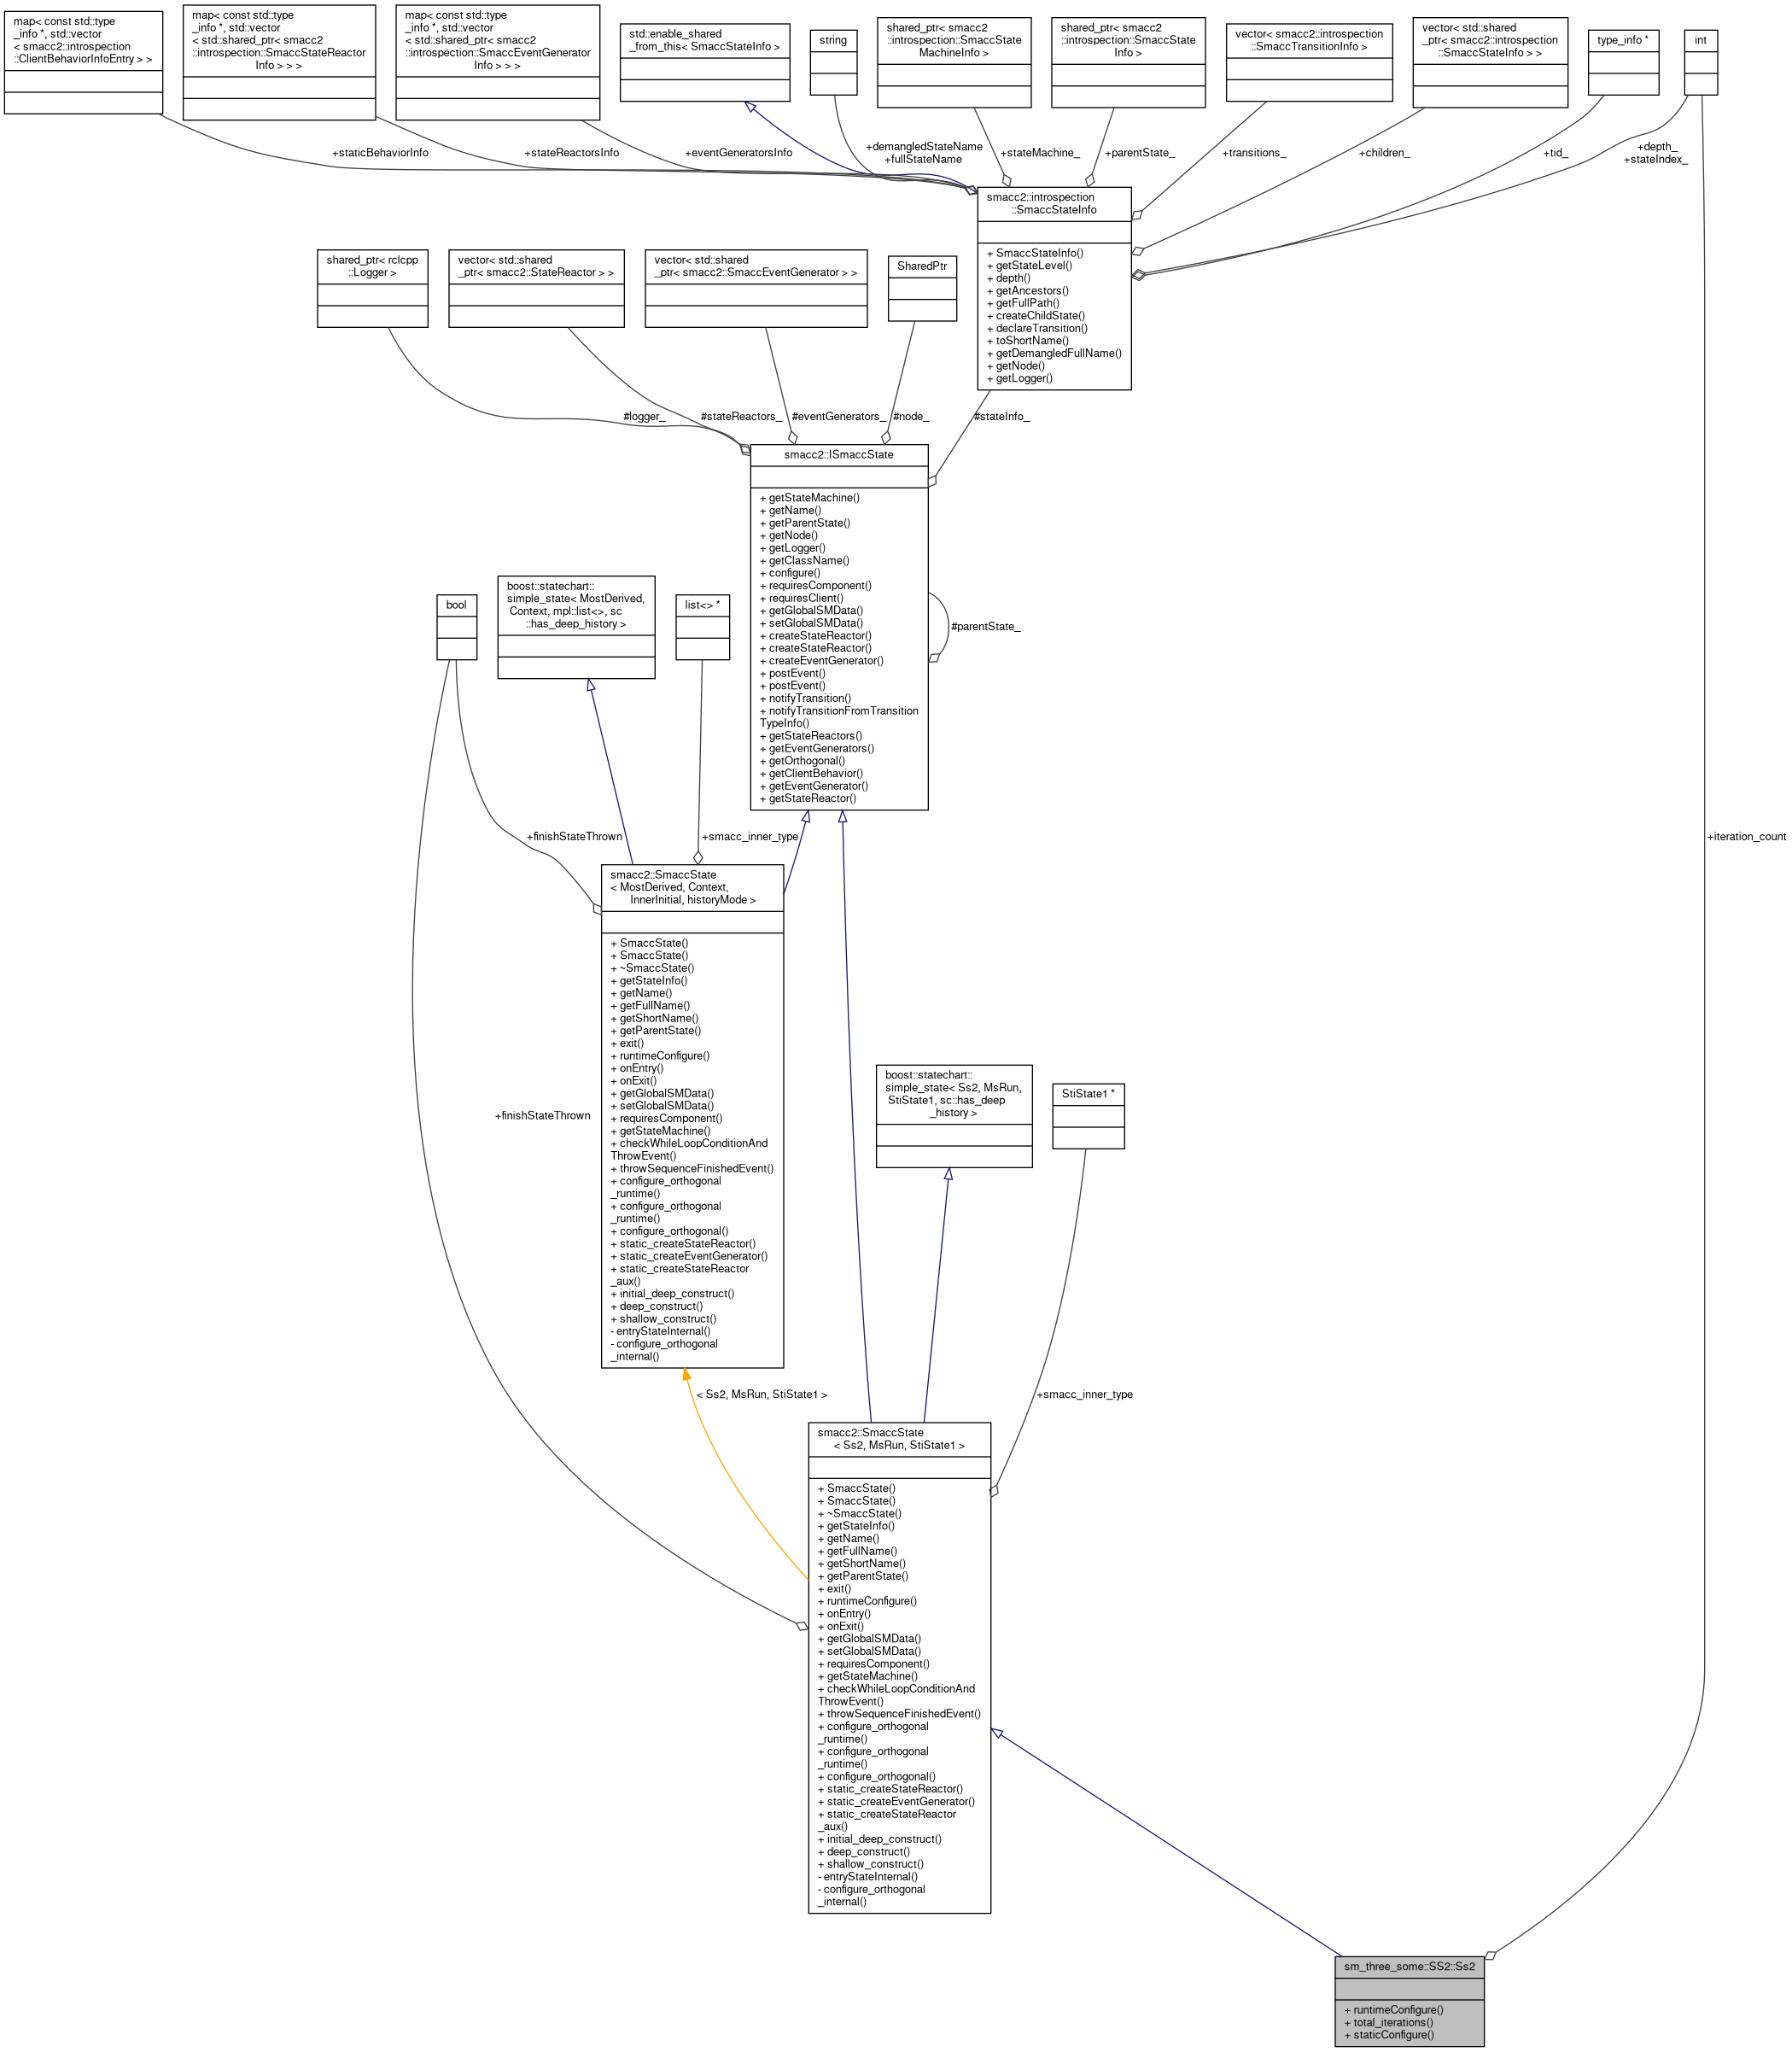 map< const std::type
_info *, std::vector
< smacc2::introspection
::ClientBehaviorInfoEntry > >
map< const std::type
_info *, std::vector
< std::shared_ptr< smacc2
::introspection::SmaccStateReactor
Info > > >
map< const std::type
_info *, std::vector
< std::shared_ptr< smacc2
::introspection::SmaccEventGenerator
Info > > >
std::enable_shared
_from_this< SmaccStateInfo >
string
shared_ptr< smacc2
::introspection::SmaccState
MachineInfo >
shared_ptr< smacc2
::introspection::SmaccState
Info >
vector< smacc2::introspection
::SmaccTransitionInfo >
vector< std::shared
_ptr< smacc2::introspection
::SmaccStateInfo > >
type_info *
int
+staticBehaviorInfo
+stateReactorsInfo
+eventGeneratorsInfo
+demangledStateName
+fullStateName
+stateMachine_
+parentState_
+transitions_
+children_
+tid_
+depth_
+stateIndex_
smacc2::introspection
::SmaccStateInfo
+ SmaccStateInfo()
+ getStateLevel()
+ depth()
+ getAncestors()
+ getFullPath()
+ createChildState()
+ declareTransition()
+ toShortName()
+ getDemangledFullName()
+ getNode()
+ getLogger()
shared_ptr< rclcpp
::Logger >
vector< std::shared
_ptr< smacc2::StateReactor > >
vector< std::shared
_ptr< smacc2::SmaccEventGenerator > >
SharedPtr
#logger_
#stateReactors_
#eventGenerators_
#node_
#stateInfo_
smacc2::ISmaccState
+ getStateMachine()
+ getName()
+ getParentState()
+ getNode()
+ getLogger()
+ getClassName()
+ configure()
+ requiresComponent()
+ requiresClient()
+ getGlobalSMData()
+ setGlobalSMData()
+ createStateReactor()
+ createStateReactor()
+ createEventGenerator()
+ postEvent()
+ postEvent()
+ notifyTransition()
+ notifyTransitionFromTransition
TypeInfo()
+ getStateReactors()
+ getEventGenerators()
+ getOrthogonal()
+ getClientBehavior()
+ getEventGenerator()
+ getStateReactor()
#parentState_
bool
boost::statechart::
simple_state< MostDerived,
Context, mpl::list<>, sc
::has_deep_history >
list<> *
+finishStateThrown
+smacc_inner_type
+iteration_count
smacc2::SmaccState
< MostDerived, Context,
InnerInitial, historyMode >
+ SmaccState()
+ SmaccState()
+ ~SmaccState()
+ getStateInfo()
+ getName()
+ getFullName()
+ getShortName()
+ getParentState()
+ exit()
+ runtimeConfigure()
+ onEntry()
+ onExit()
+ getGlobalSMData()
+ setGlobalSMData()
+ requiresComponent()
+ getStateMachine()
+ checkWhileLoopConditionAnd
ThrowEvent()
+ throwSequenceFinishedEvent()
+ configure_orthogonal
_runtime()
+ configure_orthogonal
_runtime()
+ configure_orthogonal()
+ static_createStateReactor()
+ static_createEventGenerator()
+ static_createStateReactor
_aux()
+ initial_deep_construct()
+ deep_construct()
+ shallow_construct()
- entryStateInternal()
- configure_orthogonal
_internal()
+finishStateThrown
boost::statechart::
simple_state< Ss2, MsRun,
StiState1, sc::has_deep
_history >
StiState1 *
< Ss2, MsRun, StiState1 >
+smacc_inner_type
smacc2::SmaccState
< Ss2, MsRun, StiState1 >
+ SmaccState()
+ SmaccState()
+ ~SmaccState()
+ getStateInfo()
+ getName()
+ getFullName()
+ getShortName()
+ getParentState()
+ exit()
+ runtimeConfigure()
+ onEntry()
+ onExit()
+ getGlobalSMData()
+ setGlobalSMData()
+ requiresComponent()
+ getStateMachine()
+ checkWhileLoopConditionAnd
ThrowEvent()
+ throwSequenceFinishedEvent()
+ configure_orthogonal
_runtime()
+ configure_orthogonal
_runtime()
+ configure_orthogonal()
+ static_createStateReactor()
+ static_createEventGenerator()
+ static_createStateReactor
_aux()
+ initial_deep_construct()
+ deep_construct()
+ shallow_construct()
- entryStateInternal()
- configure_orthogonal
_internal()
sm_three_some::SS2::Ss2
+ runtimeConfigure()
+ total_iterations()
+ staticConfigure()